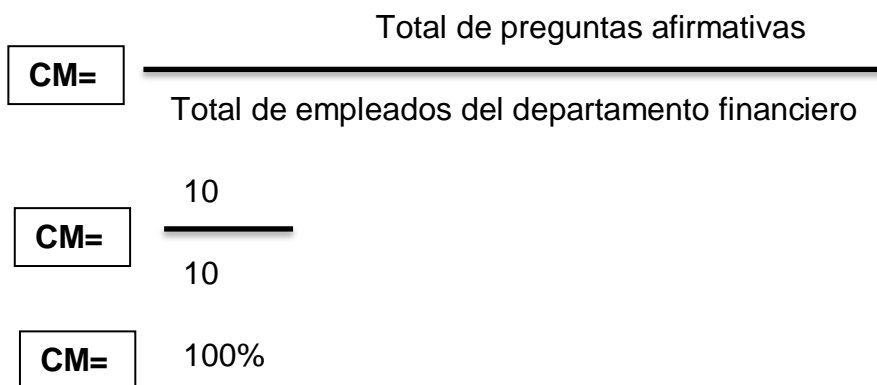 Total de preguntas afirmativas
CM=
Total de empleados del departamento financiero
10
CM=
10
CM= 100%